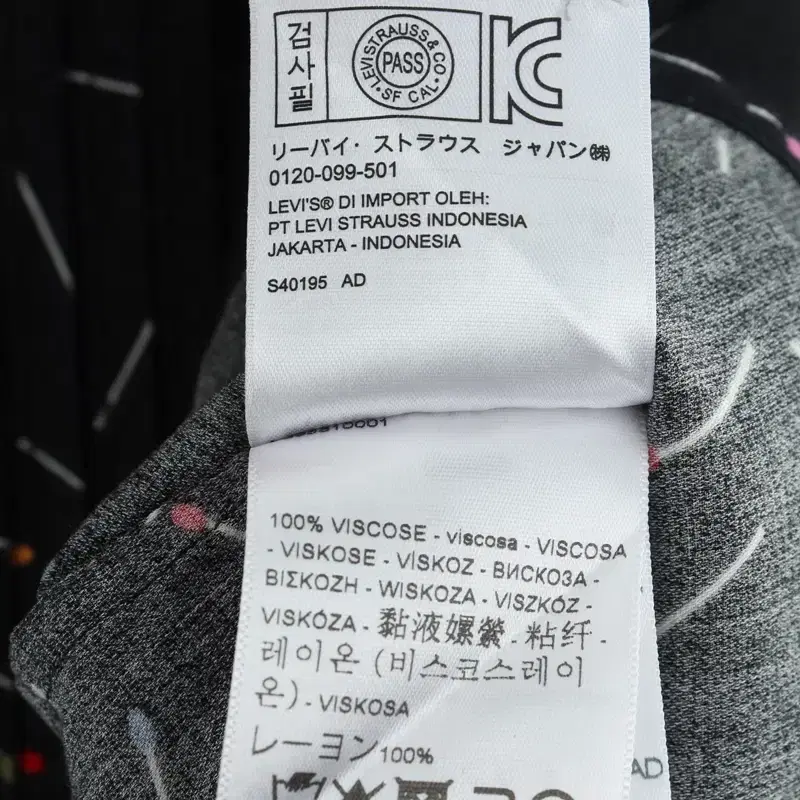 검사필
LEVI STRAUSS & CO
PASS
SF CAL.
リーバイ・ストラウス ジャパン㈱
0120-099-501
LEVI'S® DI IMPORT OLEH:
PT LEVI STRAUSS INDONESIA
JAKARTA - INDONESIA
S40195 AD
100% VISCOSE - viscosa - VISCOSA
- VISKOSE - VİSKOZ - ВИСКОЗА -
ΒΙΣΚΟΖΗ - WISKOZA - VISZKÓZ -
VISKÓZA - 黏液嫘縈 - 粘纤 -
레이온 (비스코스레이
온) - VISKOSA
レーヨン100%
AD